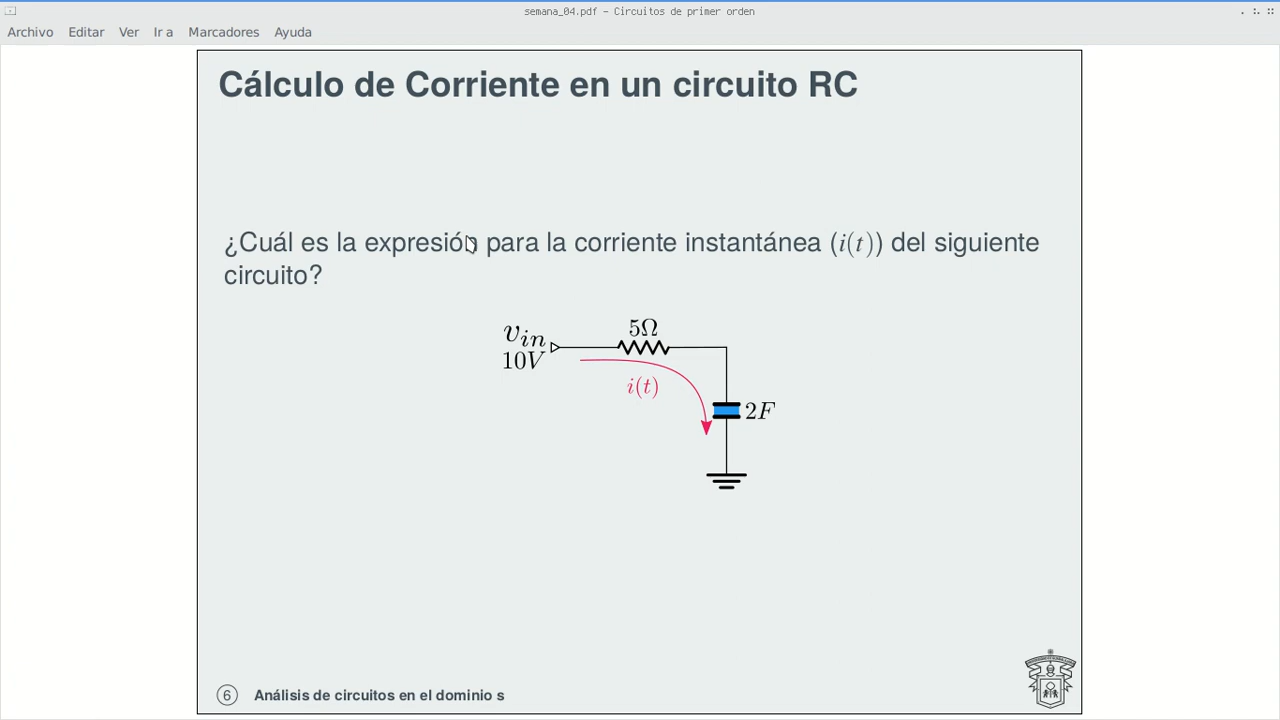 semana_04.pdf – Circuitos de primer orden
Archivo Editar Ver Ir a Marcadores Ayuda
Cálculo de Corriente en un circuito RC
¿Cuál es la expresión para la corriente instantánea (i(t)) del siguiente
circuito?
5Ω
v_{in}
10V
i(t)
2F
6 Análisis de circuitos en el dominio s